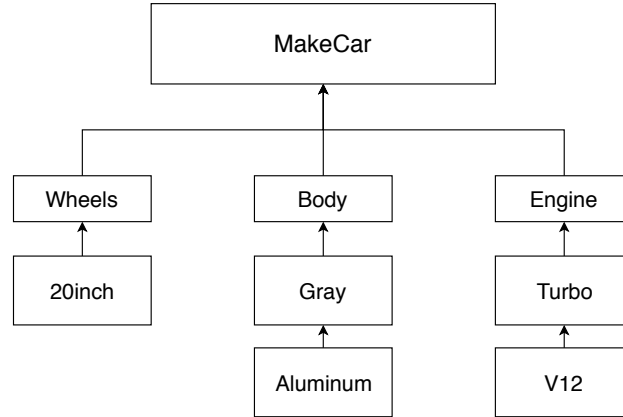 MakeCar
Wheels
Body
Engine
20inch
Gray
Turbo
Aluminum
V12